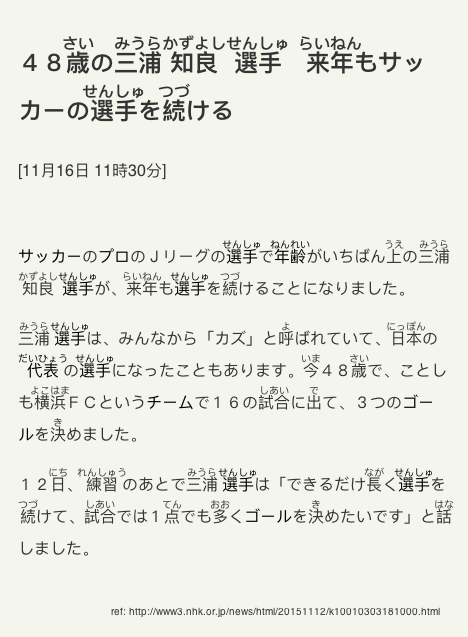 ４８歳の三浦 知良 選手 来年もサッ
カーの選手を続ける
[11月16日 11時30分]
サッカーのプロのＪリーグの選手で年齢がいちばん上の三浦
知良 選手が、来年も選手を続けることになりました。
三浦 選手は、みんなから「カズ」と呼ばれていて、日本の
代表 の選手になったこともあります。今４８歳で、ことし
も横浜ＦＣというチームで１６の試合に出て、３つのゴー
ルを決めました。
１２日、練習 のあとで三浦 選手は「できるだけ長く選手を
続けて、試合では１点でも多くゴールを決めたいです」と話
しました。
ref: http://www3.nhk.or.jp/news/html/20151112/k10010303181000.html